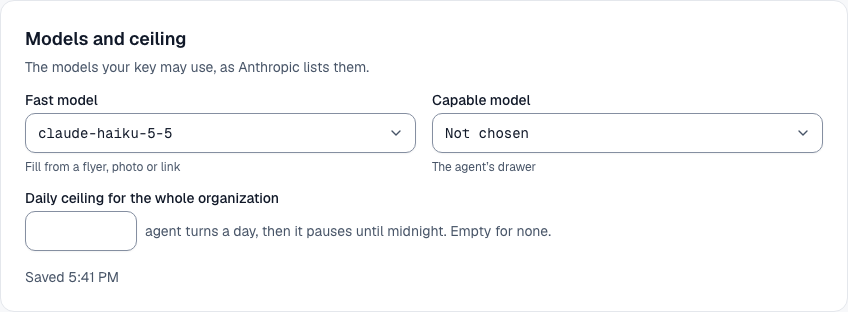 Models and ceiling
The models your key may use, as Anthropic lists them.
Fast model
Capable model
claude-haiku-5-5
Not chosen
Fill from a flyer, photo or link
The agent's drawer
Daily ceiling for the whole organization
agent turns a day, then it pauses until midnight. Empty for none.
Saved 5:41 PM